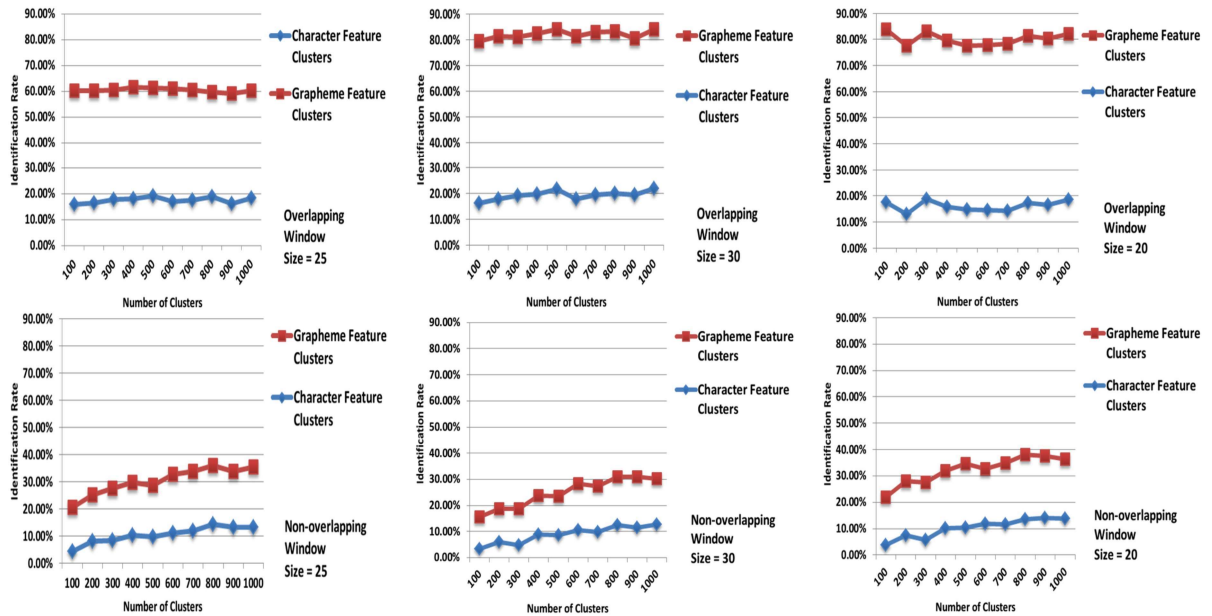 90.00%
80.00%
70.00%
60.00%
50.00%
40.00%
30.00%
20.00%
10.00%
0.00%
Identification Rate
100 200 300 400 500 600 700 800 900 1000
Number of Clusters
Character Feature
Clusters
Grapheme Feature
Clusters
Overlapping
Window
Size = 25
90.00%
80.00%
70.00%
60.00%
50.00%
40.00%
30.00%
20.00%
10.00%
0.00%
Identification Rate
100 200 300 400 500 600 700 800 900 1000
Number of Clusters
Grapheme Feature
Clusters
Character Feature
Clusters
Overlapping
Window
Size = 30
90.00%
80.00%
70.00%
60.00%
50.00%
40.00%
30.00%
20.00%
10.00%
0.00%
Identification Rate
100 200 300 400 500 600 700 800 900 1000
Number of Clusters
Grapheme Feature
Clusters
Character Feature
Clusters
Overlapping
Window
Size = 20
90.00%
80.00%
70.00%
60.00%
50.00%
40.00%
30.00%
20.00%
10.00%
0.00%
Identification Rate
100 200 300 400 500 600 700 800 900 1000
Number of Clusters
Grapheme Feature
Clusters
Character Feature
Clusters
Non-overlapping
Window
Size = 25
90.00%
80.00%
70.00%
60.00%
50.00%
40.00%
30.00%
20.00%
10.00%
0.00%
Identification Rate
100 200 300 400 500 600 700 800 900 1000
Number of Clusters
Grapheme Feature
Clusters
Character Feature
Clusters
Non-overlapping
Window
Size = 30
90.00%
80.00%
70.00%
60.00%
50.00%
40.00%
30.00%
20.00%
10.00%
0.00%
Identification Rate
100 200 300 400 500 600 700 800 900 1000
Number of Clusters
Grapheme Feature
Clusters
Character Feature
Clusters
Non-overlapping
Window
Size = 20